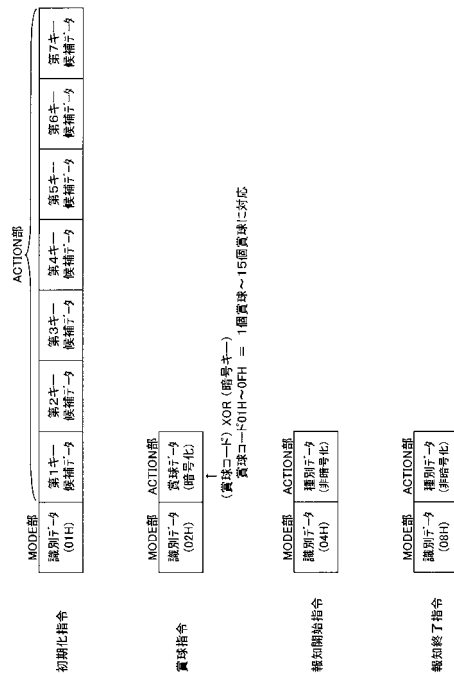 初期化指令
MODE部
ACTION部
識別データ
(01H)
第1キー
候補データ
第2キー
候補データ
第3キー
候補データ
第4キー
候補データ
第5キー
候補データ
第6キー
候補データ
第7キー
候補データ
賞球指令
MODE部
ACTION部
識別データ
(02H)
賞球データ
(暗号化)
↑
(賞球コード) XOR (暗号キー)
賞球コード01H~0FH = 1個賞球~15個賞球に対応
報知開始指令
MODE部
ACTION部
識別データ
(04H)
種別データ
(非暗号化)
報知終了指令
MODE部
ACTION部
識別データ
(08H)
種別データ
(非暗号化)